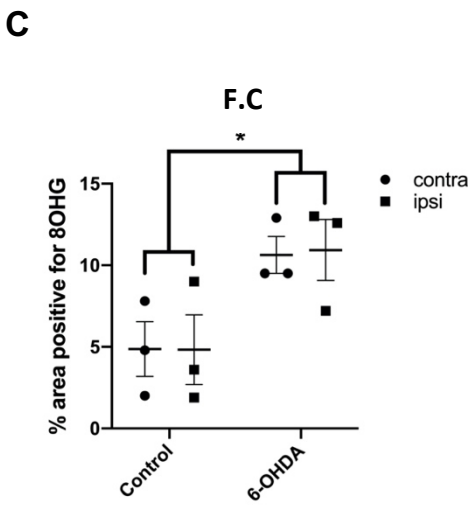 C
F.C
*
% area positive for 8OHG
15
10
5
0
Control
6-OHDA
contra
ipsi